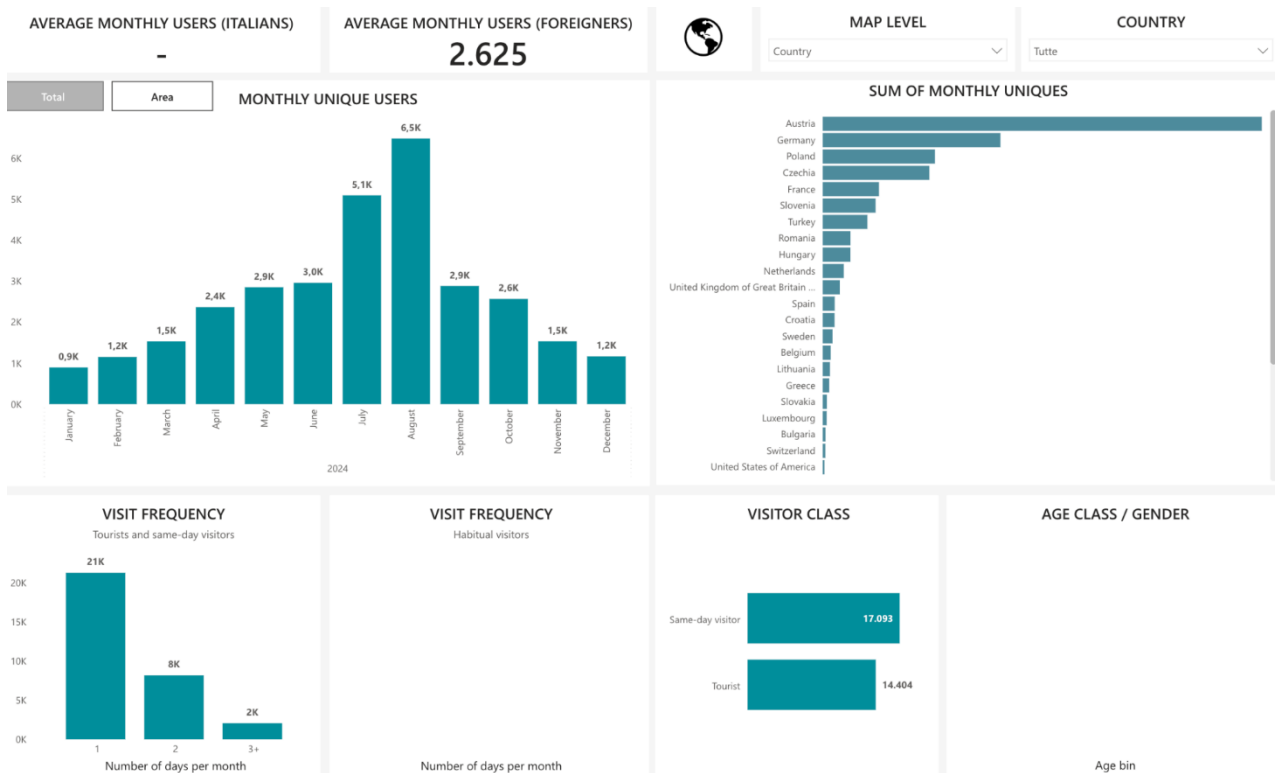 AVERAGE MONTHLY USERS (ITALIANS)
-
AVERAGE MONTHLY USERS (FOREIGNERS)
2.625
MAP LEVEL
Country
COUNTRY
Tutte
Total
Area
MONTHLY UNIQUE USERS
6K
5K
4K
3K
2K
1K
0K
0,9K
1,2K
1,5K
2,4K
2,9K
3,0K
5,1K
6,5K
2,9K
2,6K
1,5K
1,2K
January
February
March
April
May
June
July
August
September
October
November
December
2024
SUM OF MONTHLY UNIQUES
Austria
Germany
Poland
Czechia
France
Slovenia
Turkey
Romania
Hungary
Netherlands
United Kingdom of Great Britain ...
Spain
Croatia
Sweden
Belgium
Lithuania
Greece
Slovakia
Luxembourg
Bulgaria
Switzerland
United States of America
VISIT FREQUENCY
Tourists and same-day visitors
20K
15K
10K
5K
0K
21K
8K
2K
1
2
3+
Number of days per month
VISIT FREQUENCY
Habitual visitors
Number of days per month
VISITOR CLASS
Same-day visitor
17.093
Tourist
14.404
AGE CLASS / GENDER
Age bin